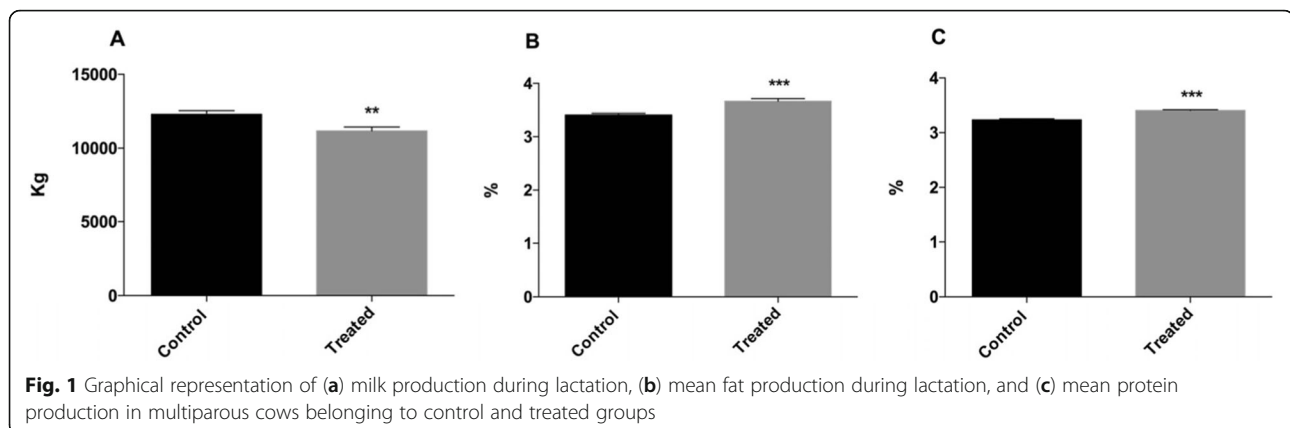 A
15000
10000
5000
0
Kg
**
Control
Treated
B
4
3
2
1
0
%
***
Control
Treated
C
4
3
2
1
0
%
***
Control
Treated
Fig. 1 Graphical representation of (a) milk production during lactation, (b) mean fat production during lactation, and (c) mean protein
production in multiparous cows belonging to control and treated groups